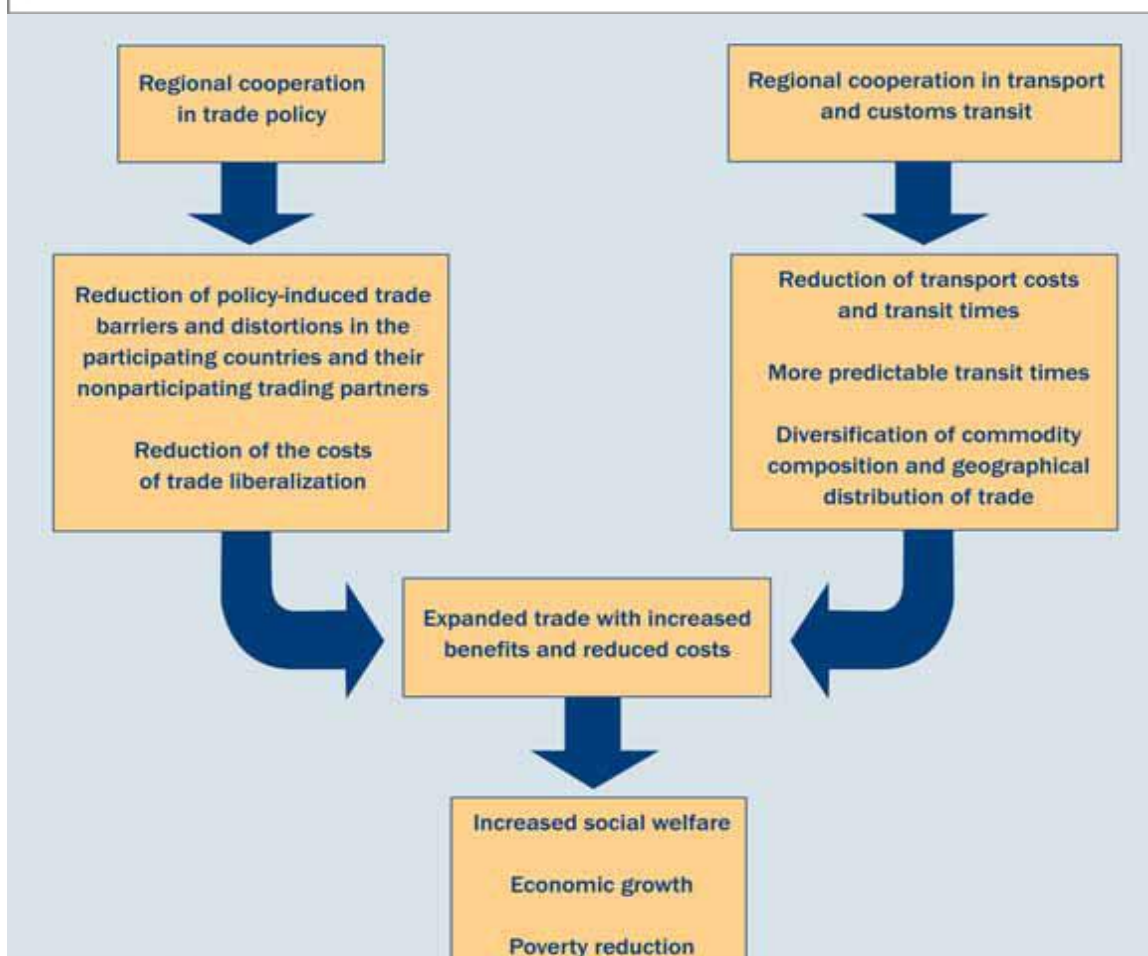 Regional cooperation
in trade policy
Regional cooperation in transport
and customs transit
Reduction of policy-induced trade
barriers and distortions in the
participating countries and their
nonparticipating trading partners
Reduction of the costs
of trade liberalization
Reduction of transport costs
and transit times
More predictable transit times
Diversification of commodity
composition and geographical
distribution of trade
Expanded trade with increased
benefits and reduced costs
Increased social welfare
Economic growth
Poverty reduction